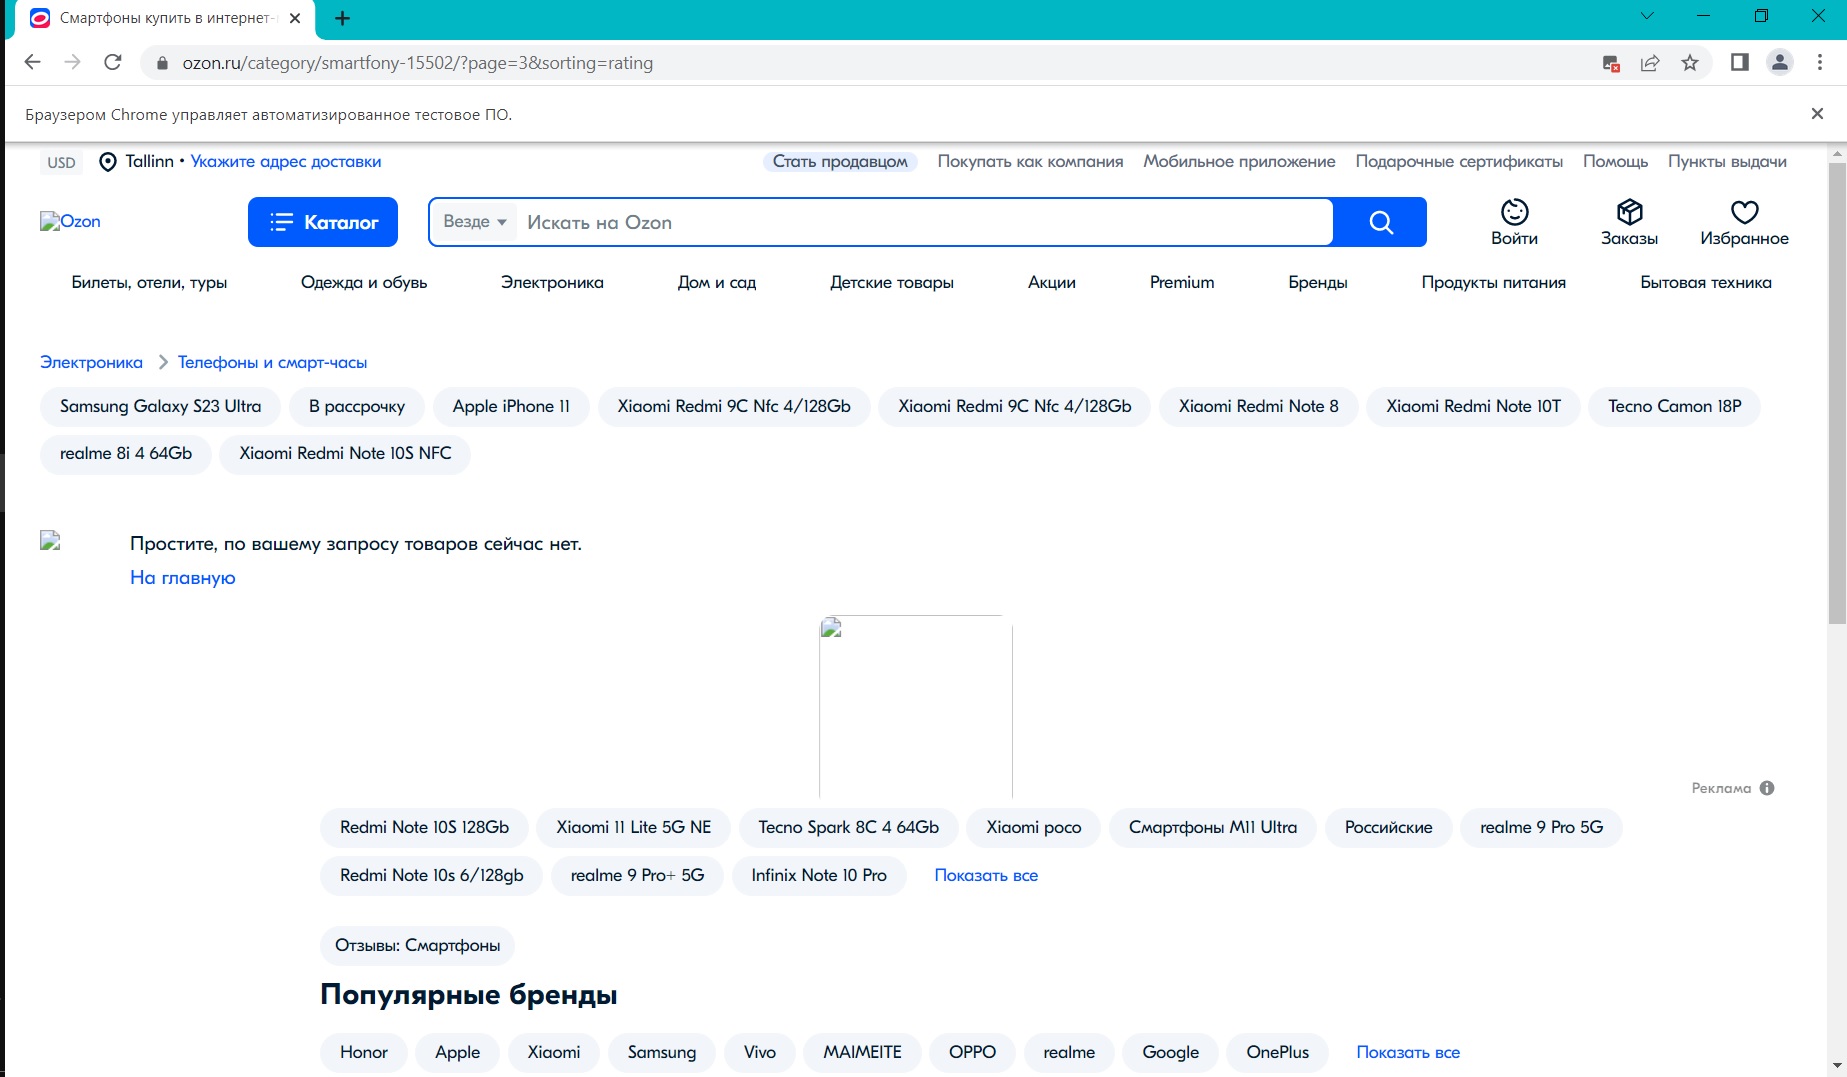 Смартфоны купить в интернет-
ozon.ru/category/smartfony-15502/?page=3&sorting=rating
Браузером Chrome управляет автоматизированное тестовое ПО.
USD Tallinn • Укажите адрес доставки Стать продавцом Покупать как компания Мобильное приложение Подарочные сертификаты Помощь Пункты выдачи
Ozon Каталог Везде Искать на Ozon Войти Заказы Избранное
Билеты, отели, туры Одежда и обувь Электроника Дом и сад Детские товары Акции Premium Бренды Продукты питания Бытовая техника
Электроника Телефоны и смарт-часы
Samsung Galaxy S23 Ultra В рассрочку Apple iPhone 11 Xiaomi Redmi 9C Nfc 4/128Gb Xiaomi Redmi 9C Nfc 4/128Gb Xiaomi Redmi Note 8 Xiaomi Redmi Note 10T Tecno Camon 18P
realme 8i 4 64Gb Xiaomi Redmi Note 10S NFC
Простите, по вашему запросу товаров сейчас нет.
На главную
Реклама
Redmi Note 10S 128Gb Xiaomi 11 Lite 5G NE Tecno Spark 8C 4 64Gb Xiaomi poco Смартфоны M11 Ultra Российские realme 9 Pro 5G
Redmi Note 10s 6/128gb realme 9 Pro+ 5G Infinix Note 10 Pro Показать все
Отзывы: Смартфоны
Популярные бренды
Honor Apple Xiaomi Samsung Vivo MAIMEITE OPPO realme Google OnePlus Показать все